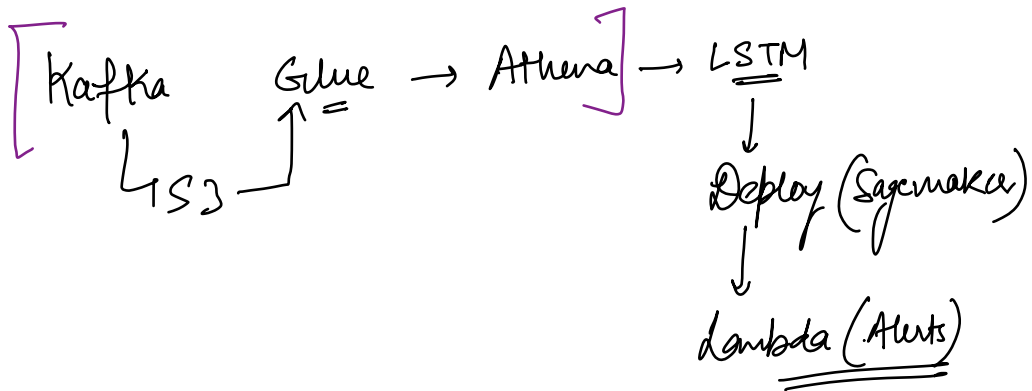 Kafka Glue → Athena → LSTM
S3
Deploy (Sagemaker)
Lambda (Alerts)